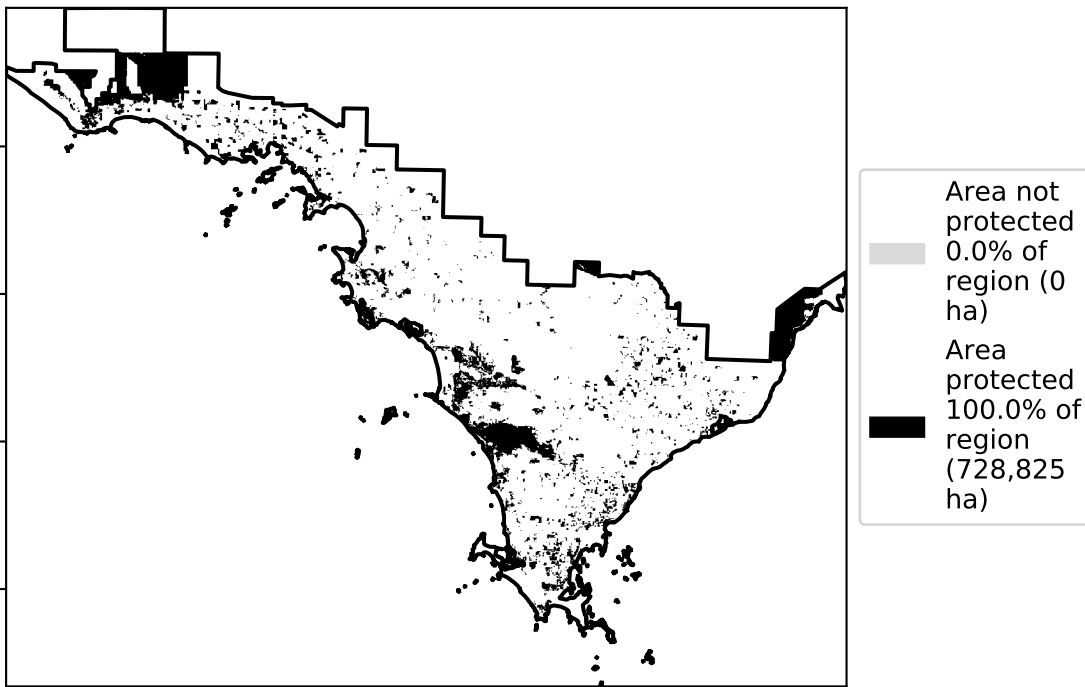 Area not
protected
0.0% of
region (0
ha)
Area
protected
100.0% of
region
(728,825
ha)